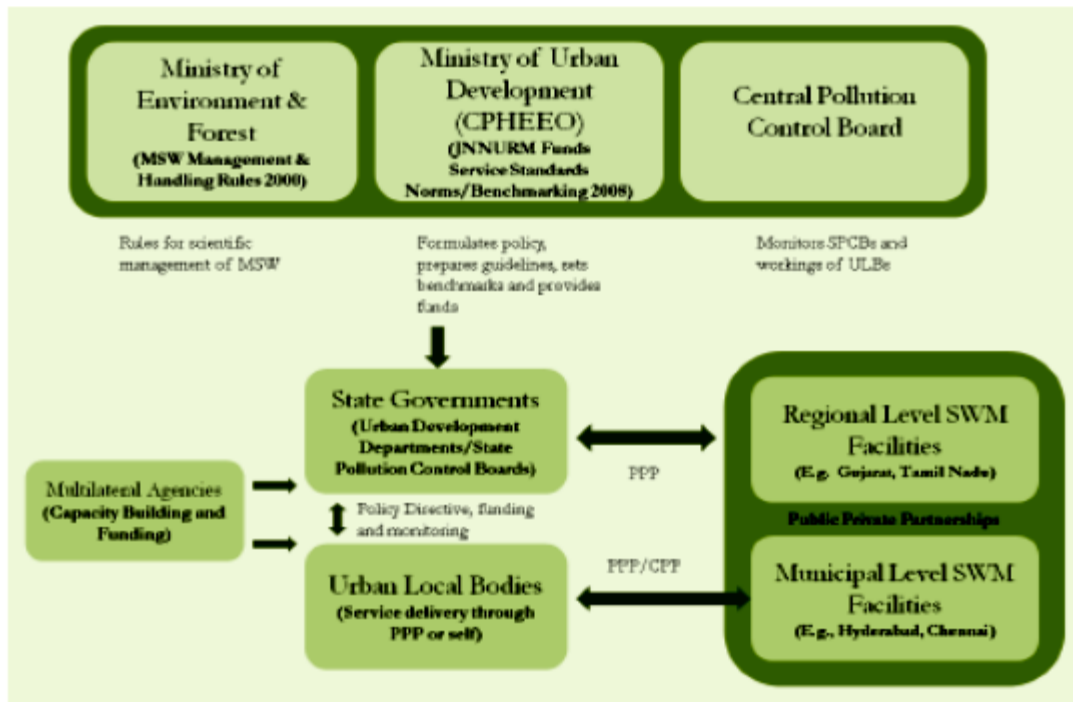 Ministry of
Environment &
Forest
(MSW Management &
Handling Rules 2000)
Ministry of Urban
Development
(CPHEEO)
(JNNURM Funds
Service Standards
Norms/Benchmarking 2008)
Central Pollution
Control Board
Rules for scientific
management of MSW
Formulates policy,
prepares guidelines, sets
benchmarks and provides
funds
Monitors SPCBs and
workings of ULBs
State Governments
(Urban Development
Departments/State
Pollution Control Boards)
Regional Level SWM
Facilities
(E.g. Gujarat, Tamil Nadu)
PPP
Multilateral Agencies
(Capacity Building and
Funding)
Policy Directive, funding
and monitoring
Public Private Partnerships
PPP/CPP
Urban Local Bodies
(Service delivery through
PPP or self)
Municipal Level SWM
Facilities
(E.g., Hyderabad, Chennai)